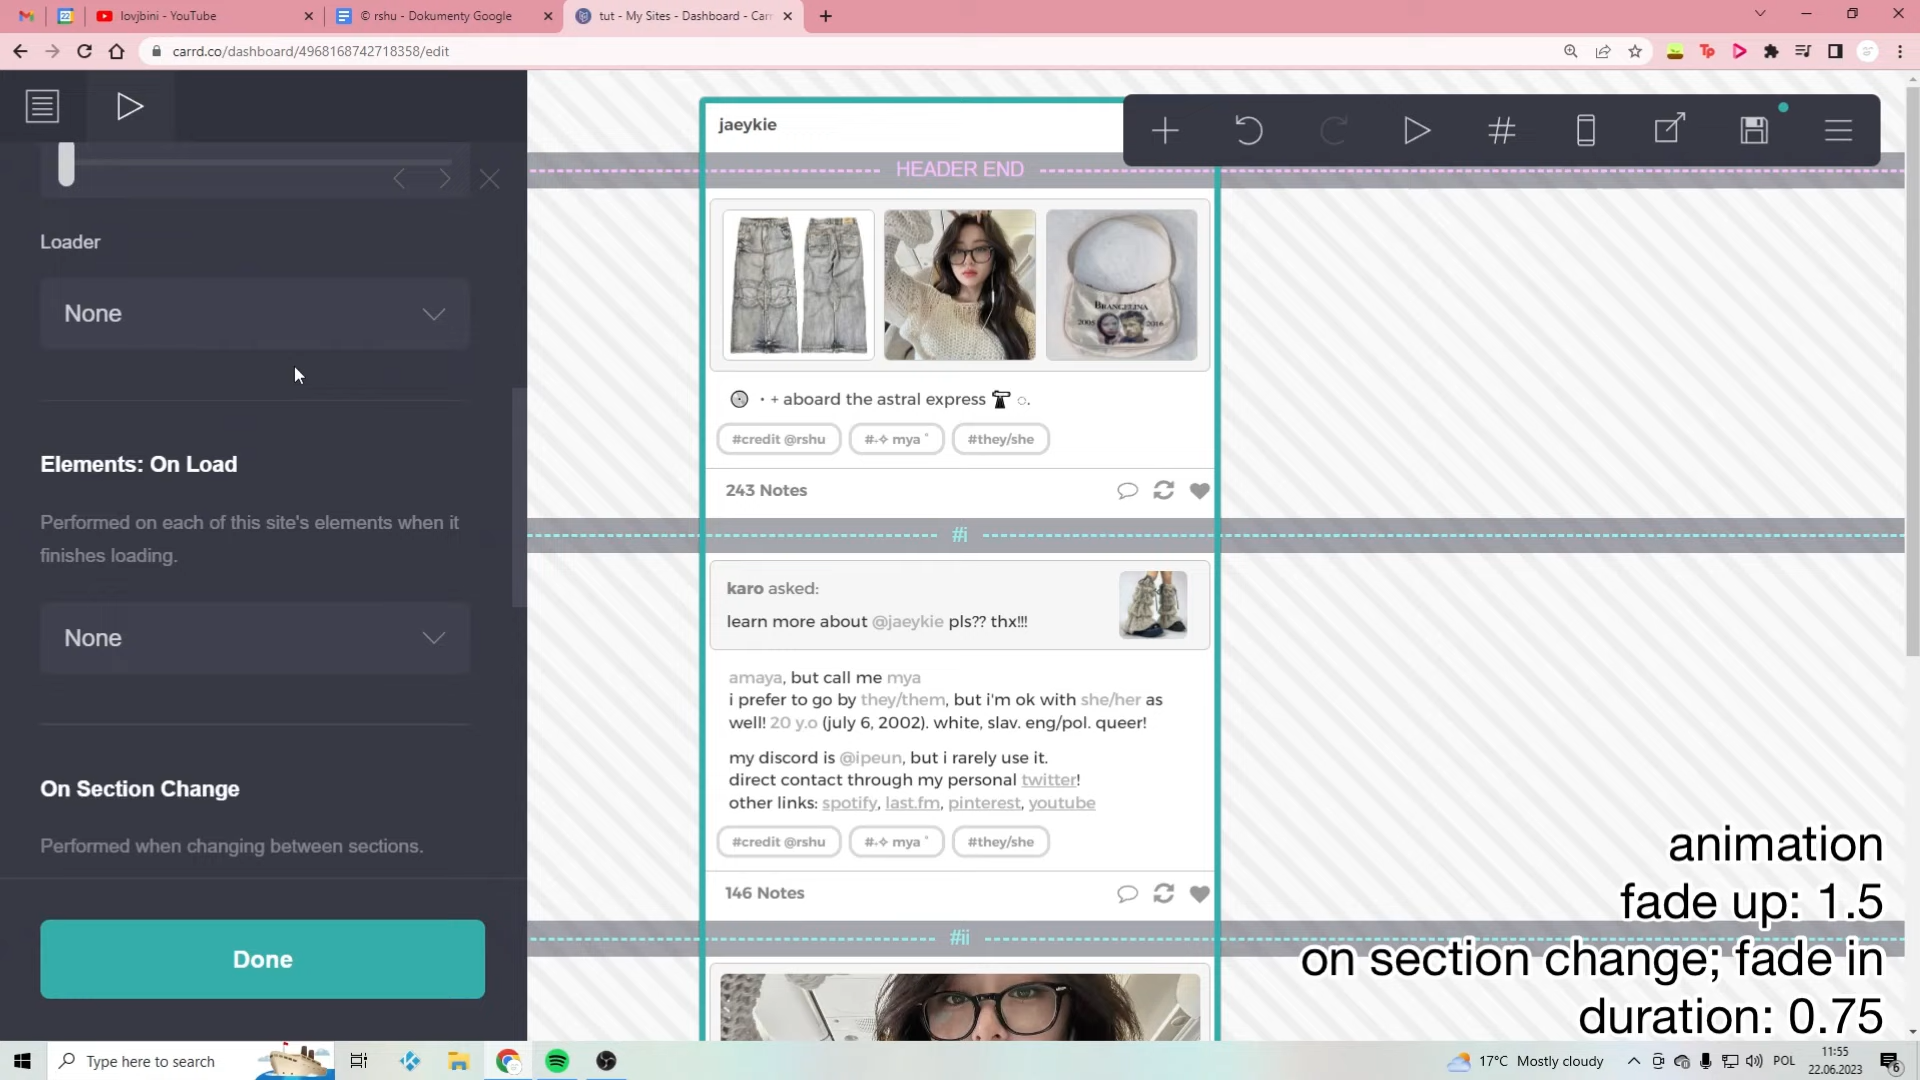 lovjbini - YouTube
© rshu - Dokumenty Google
tut - My Sites - Dashboard - Carr
carrd.co/dashboard/4968168742718358/edit
Loader
None
Elements: On Load
Performed on each of this site's elements when it
finishes loading.
None
On Section Change
Performed when changing between sections.
Done
jaeykie
HEADER END
BRANGELINA
2005 2016
・+ aboard the astral express
#credit @rshu
#˖✧ mya ˚
#they/she
243 Notes
#i
karo asked:
learn more about @jaeykie pls?? thx!!!
amaya, but call me mya
i prefer to go by they/them, but i'm ok with she/her as
well! 20 y.o (july 6, 2002). white, slav. eng/pol. queer!
my discord is @ipeun, but i rarely use it.
direct contact through my personal twitter!
other links: spotify, last.fm, pinterest, youtube
#credit @rshu
#˖✧ mya ˚
#they/she
146 Notes
#ii
animation
fade up: 1.5
on section change; fade in
duration: 0.75
Type here to search
17°C Mostly cloudy
POL
11:55
22.06.2023
6